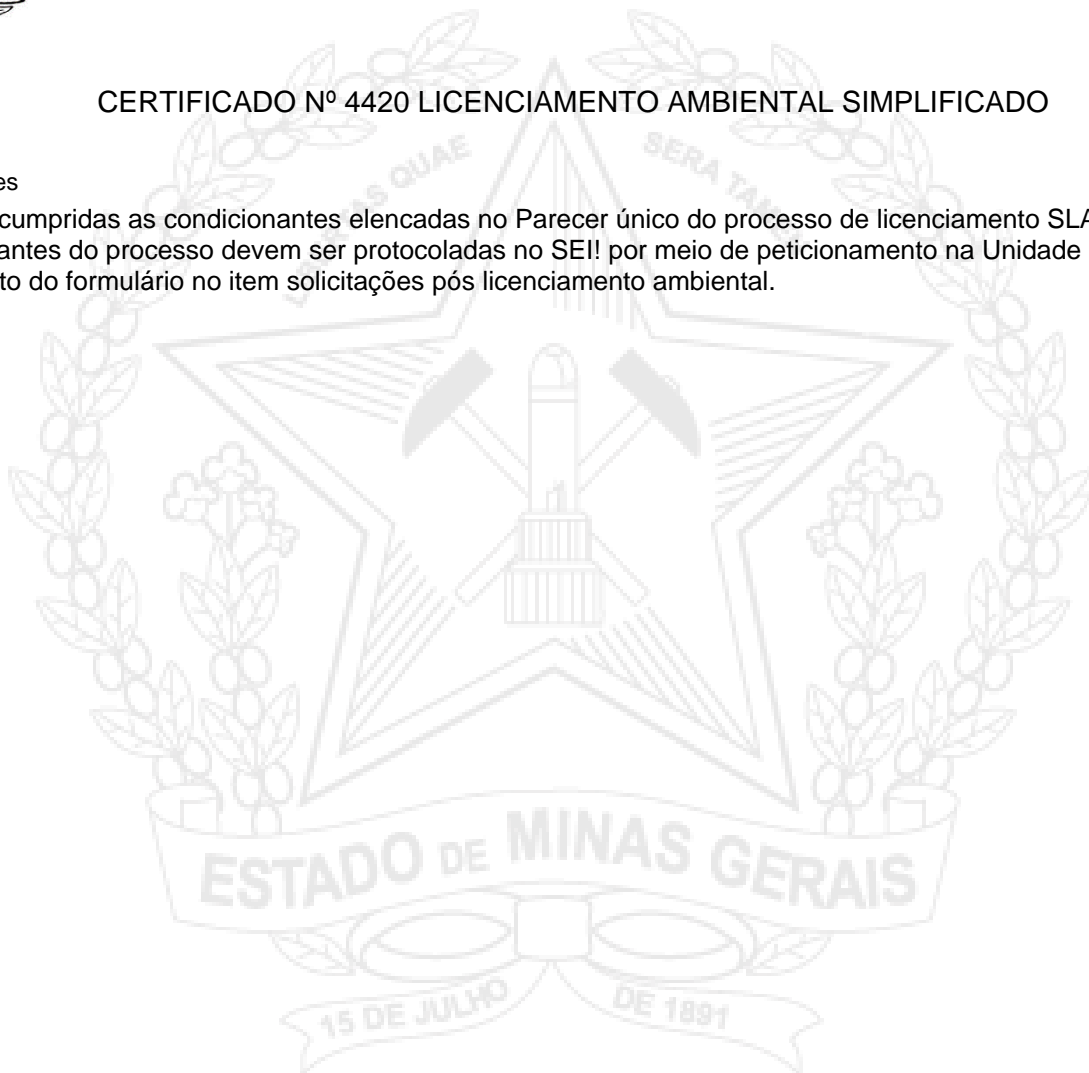 CERTIFICADO Nº 4420 LICENCIAMENTO AMBIENTAL SIMPLIFICADO
es
cumpridas as condicionantes elencadas no Parecer único do processo de licenciamento SLA
antes do processo devem ser protocoladas no SEI! por meio de peticionamento na Unidade
to do formulário no item solicitações pós licenciamento ambiental.
QUAE SERA TAMEN
ESTADO DE MINAS GERAIS
15 DE JULHO DE 1891